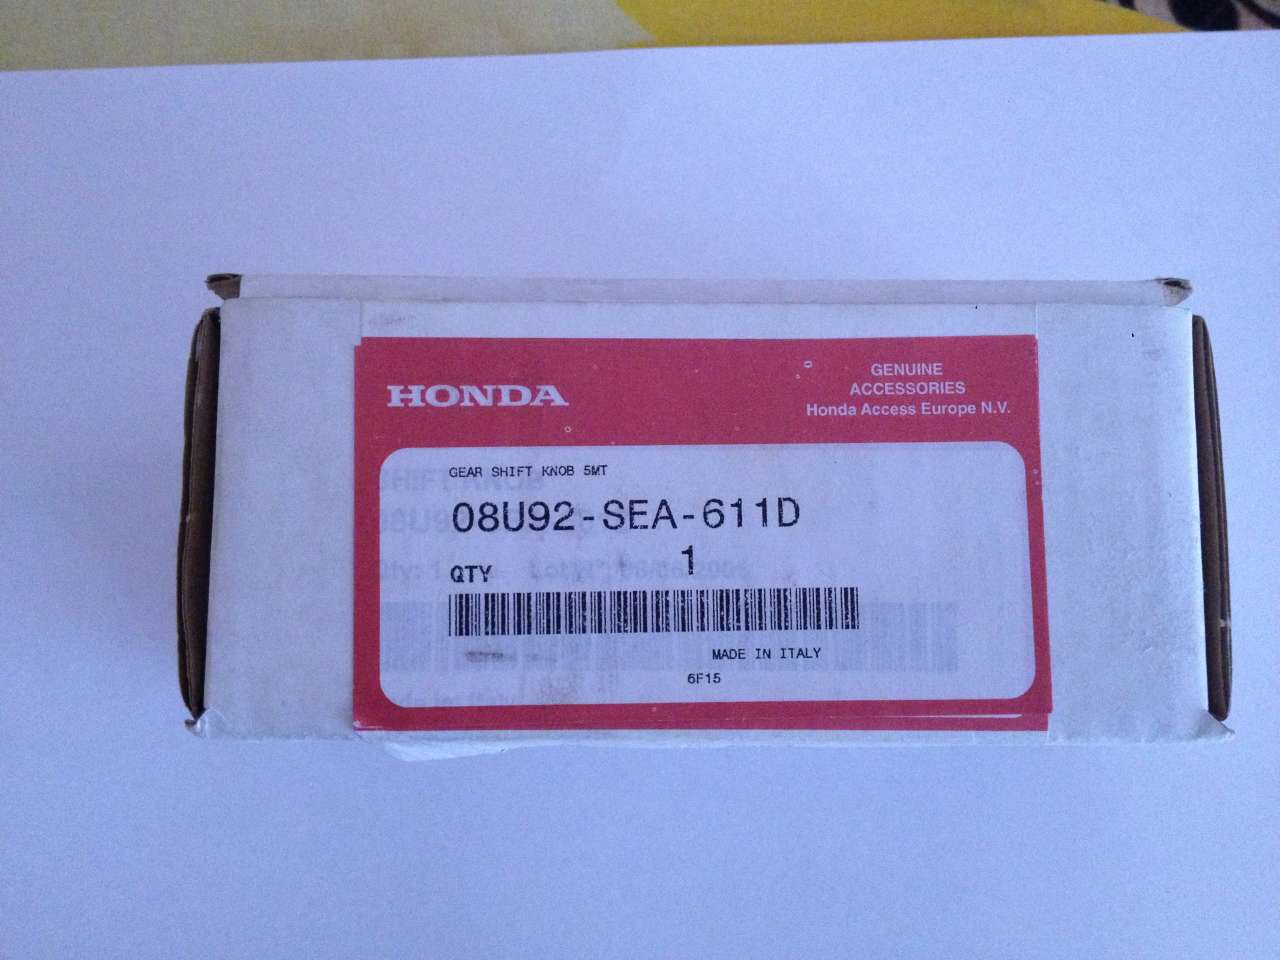 HONDA
GENUINE
ACCESSORIES
Honda Access Europe N.V.
GEAR SHIFT KNOB 5MT
08U92-SEA-611D
QTY 1
MADE IN ITALY
6F15